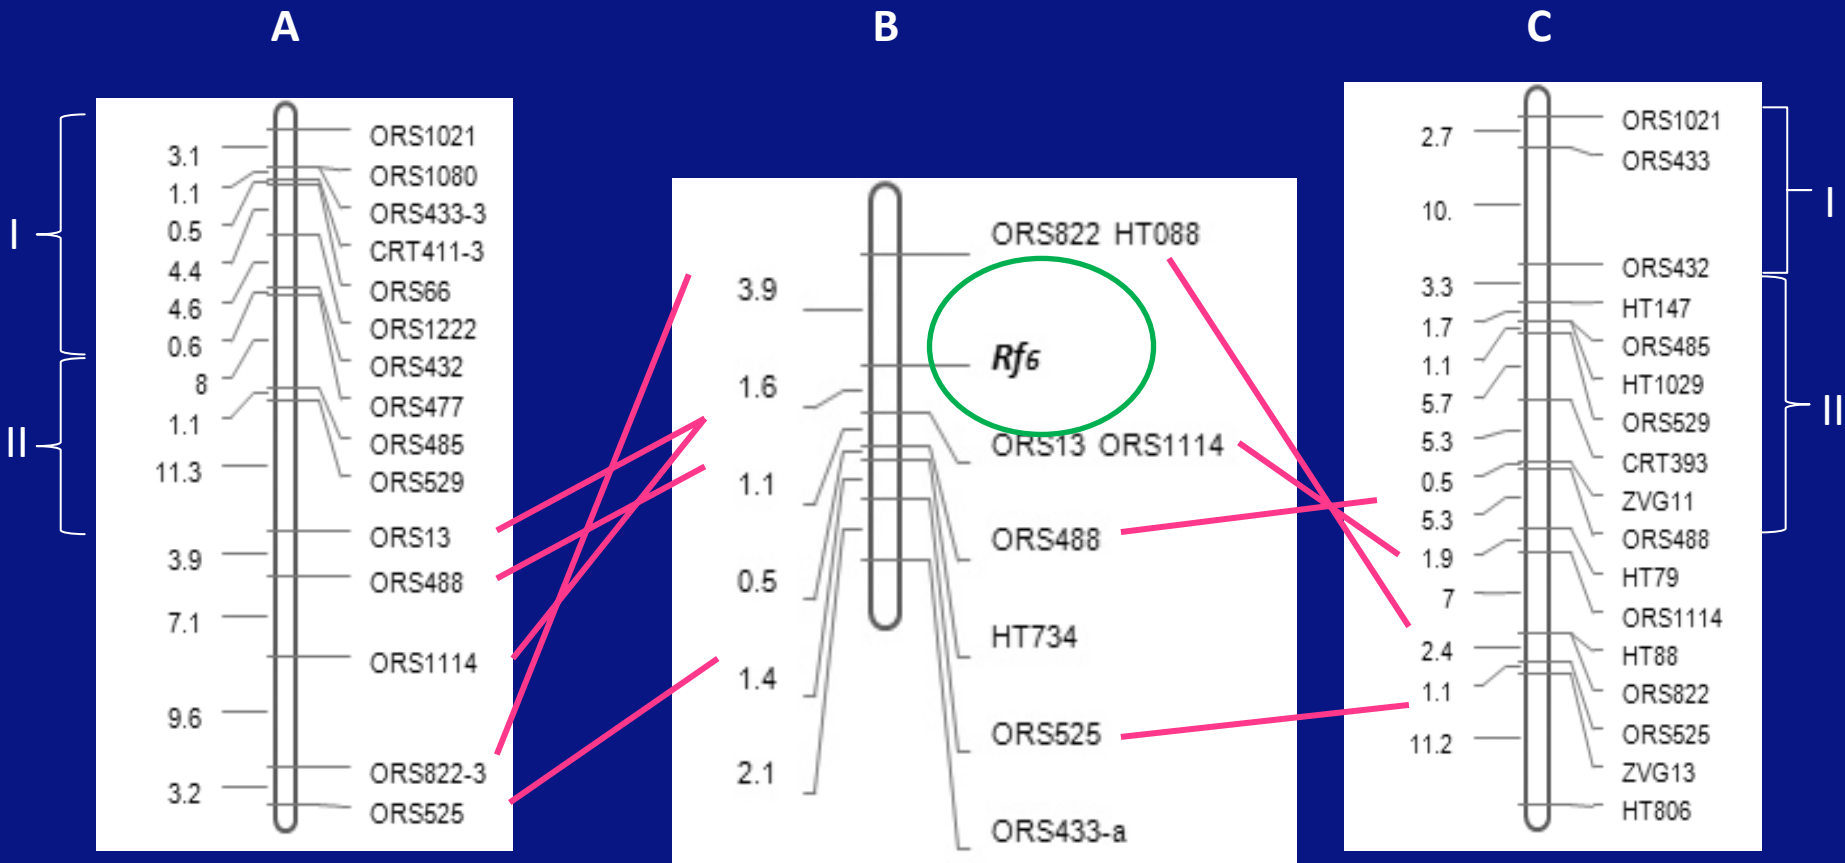 A
B
C
I
II
3.1
1.1
0.5
4.4
4.6
0.6
8
1.1
11.3
3.9
7.1
9.6
3.2
ORS1021
ORS1080
ORS433-3
CRT411-3
ORS66
ORS1222
ORS432
ORS477
ORS485
ORS529
ORS13
ORS488
ORS1114
ORS822-3
ORS525
3.9
1.6
1.1
0.5
1.4
2.1
ORS822 HT088
Rf6
ORS13 ORS1114
ORS488
HT734
ORS525
ORS433-a
2.7
10.
3.3
1.7
1.1
5.7
5.3
0.5
5.3
1.9
7
2.4
1.1
11.2
ORS1021
ORS433
ORS432
HT147
ORS485
HT1029
ORS529
CRT393
ZVG11
ORS488
HT79
ORS1114
HT88
ORS822
ORS525
ZVG13
HT806
I
II